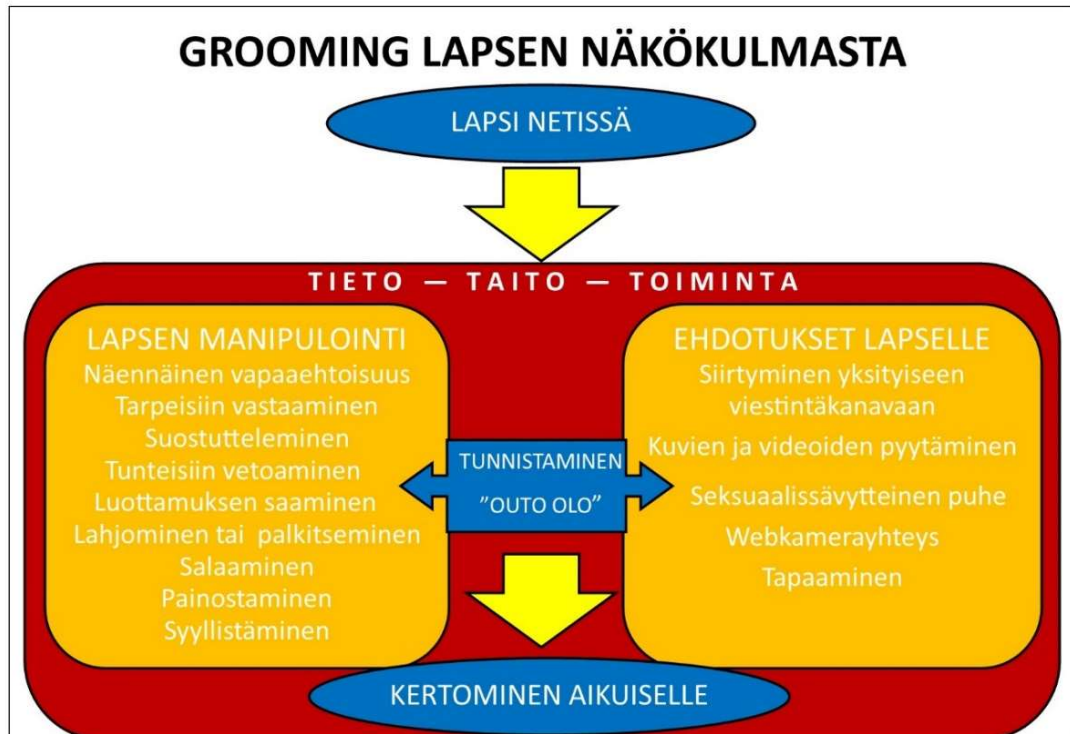 GROOMING LAPSEN NÄKÖKULMASTA
LAPSI NETISSÄ
TIETO — TAITO — TOIMINTA
LAPSEN MANIPULOINTI
Näennäinen vapaaehtoisuus
Tarpeisiin vastaaminen
Suostutteleminen
Tunteisiin vetoaminen
Luottamuksen saaminen
Lahjominen tai palkitseminen
Salaaminen
Painostaminen
Syyllistäminen
TUNNISTAMINEN
"OUTO OLO"
EHDOTUKSET LAPSELLE
Siirtyminen yksityiseen
viestintäkanavaan
Kuvien ja videoiden pyytäminen
Seksuaalissävytteinen puhe
Webkamerayhteys
Tapaaminen
KERTOMINEN AIKUISELLE